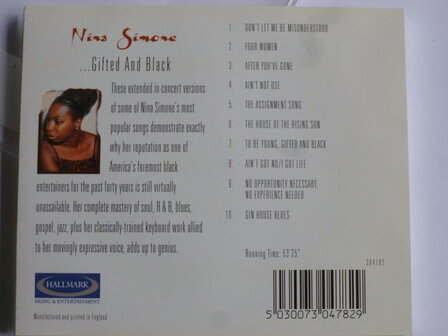 Nina Simone
...Gifted And Black
These extended in concert versions
of some of Nina Simone's most
popular songs demonstrate exactly
why her reputation as one of
America's foremost black
entertainers for the past forty years is still virtually
unassailable. Her complete mastery of soul, R & B, blues,
gospel, jazz, plus her classically-trained keyboard work allied
to her movingly expressive voice, adds up to genius.
HALLMARK
MUSIC & ENTERTAINMENT
Manufactured and printed in England
1. DON'T LET ME BE MISUNDERSTOOD
2. FOUR WOMEN
3. AFTER YOU'VE GONE
4. AIN'T NO USE
5. THE ASSIGNMENT SONG
6. THE HOUSE OF THE RISING SUN
7. TO BE YOUNG, GIFTED AND BLACK
8. AIN'T GOT NO/I GOT LIFE
9. NO OPPORTUNITY NECESSARY,
NO EXPERIENCE NEEDED
10. GIN HOUSE BLUES
Running Time: 53'25"
304782
5 030073 047829